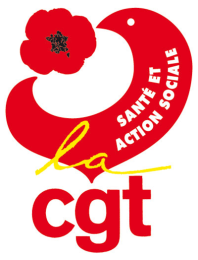 SANTÉ ET
ACTION SOCIALE
la
cgt